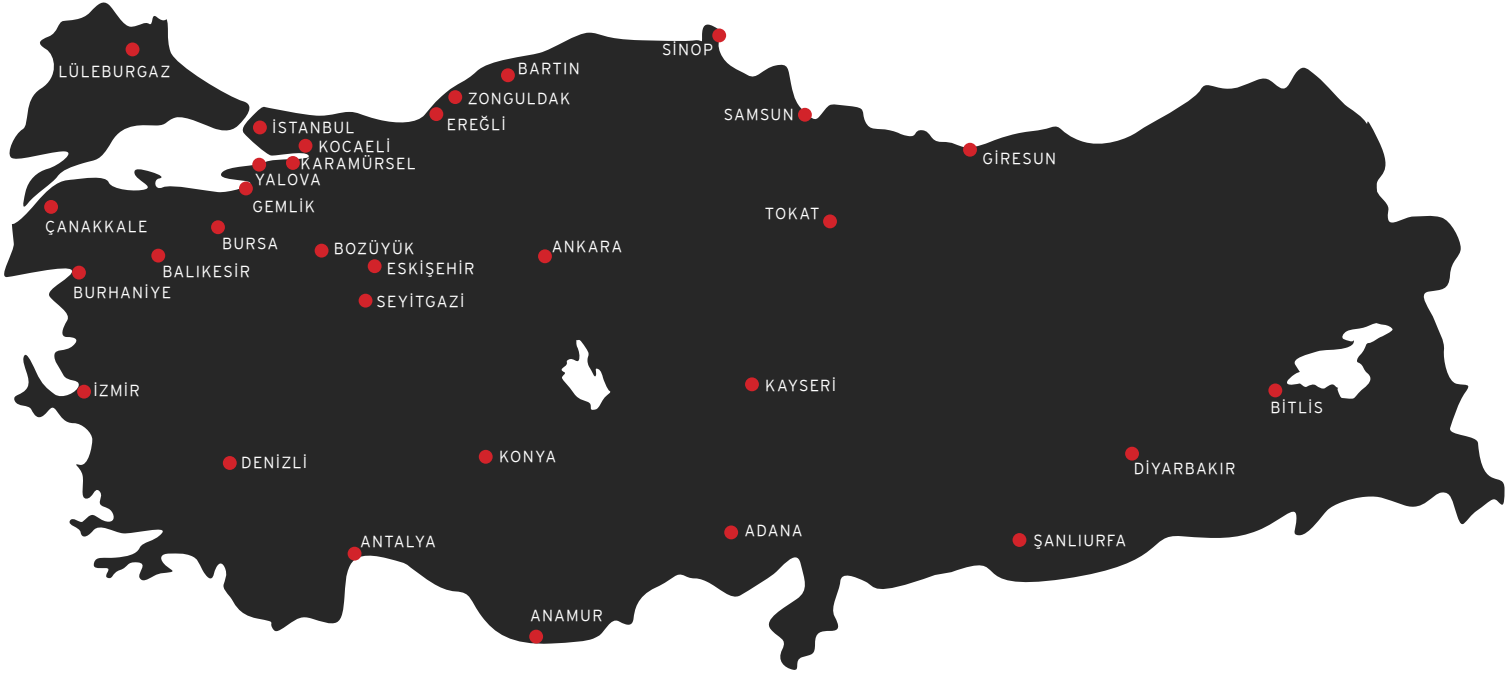 SİNOP
LÜLEBURGAZ
BARTIN
ZONGULDAK
SAMSUN
EREĞLİ
İSTANBUL
KOCAELİ
GİRESUN
KARAMÜRSEL
YALOVA
GEMLİK
TOKAT
ÇANAKKALE
BURSA
BOZÜYÜK
ANKARA
ESKİŞEHİR
BALIKESİR
BURHANİYE
SEYİTGAZİ
KAYSERİ
İZMİR
BİTLİS
KONYA
DENİZLİ
DİYARBAKIR
ADANA
ŞANLIURFA
ANTALYA
ANAMUR